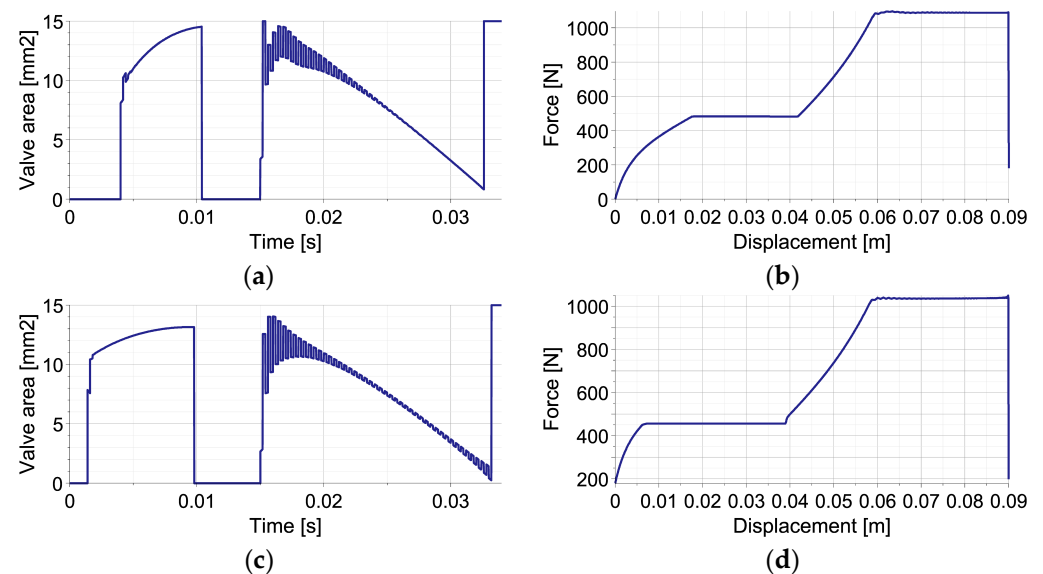 15
10
5
0
Valve area [mm2]
0 0.01 0.02 0.03
Time [s]
(a)
1000
800
600
400
200
0
Force [N]
0 0.01 0.02 0.03 0.04 0.05 0.06 0.07 0.08 0.09
Displacement [m]
(b)
15
10
5
0
Valve area [mm2]
0 0.01 0.02 0.03
Time [s]
(c)
1000
800
600
400
200
Force [N]
0 0.01 0.02 0.03 0.04 0.05 0.06 0.07 0.08 0.09
Displacement [m]
(d)